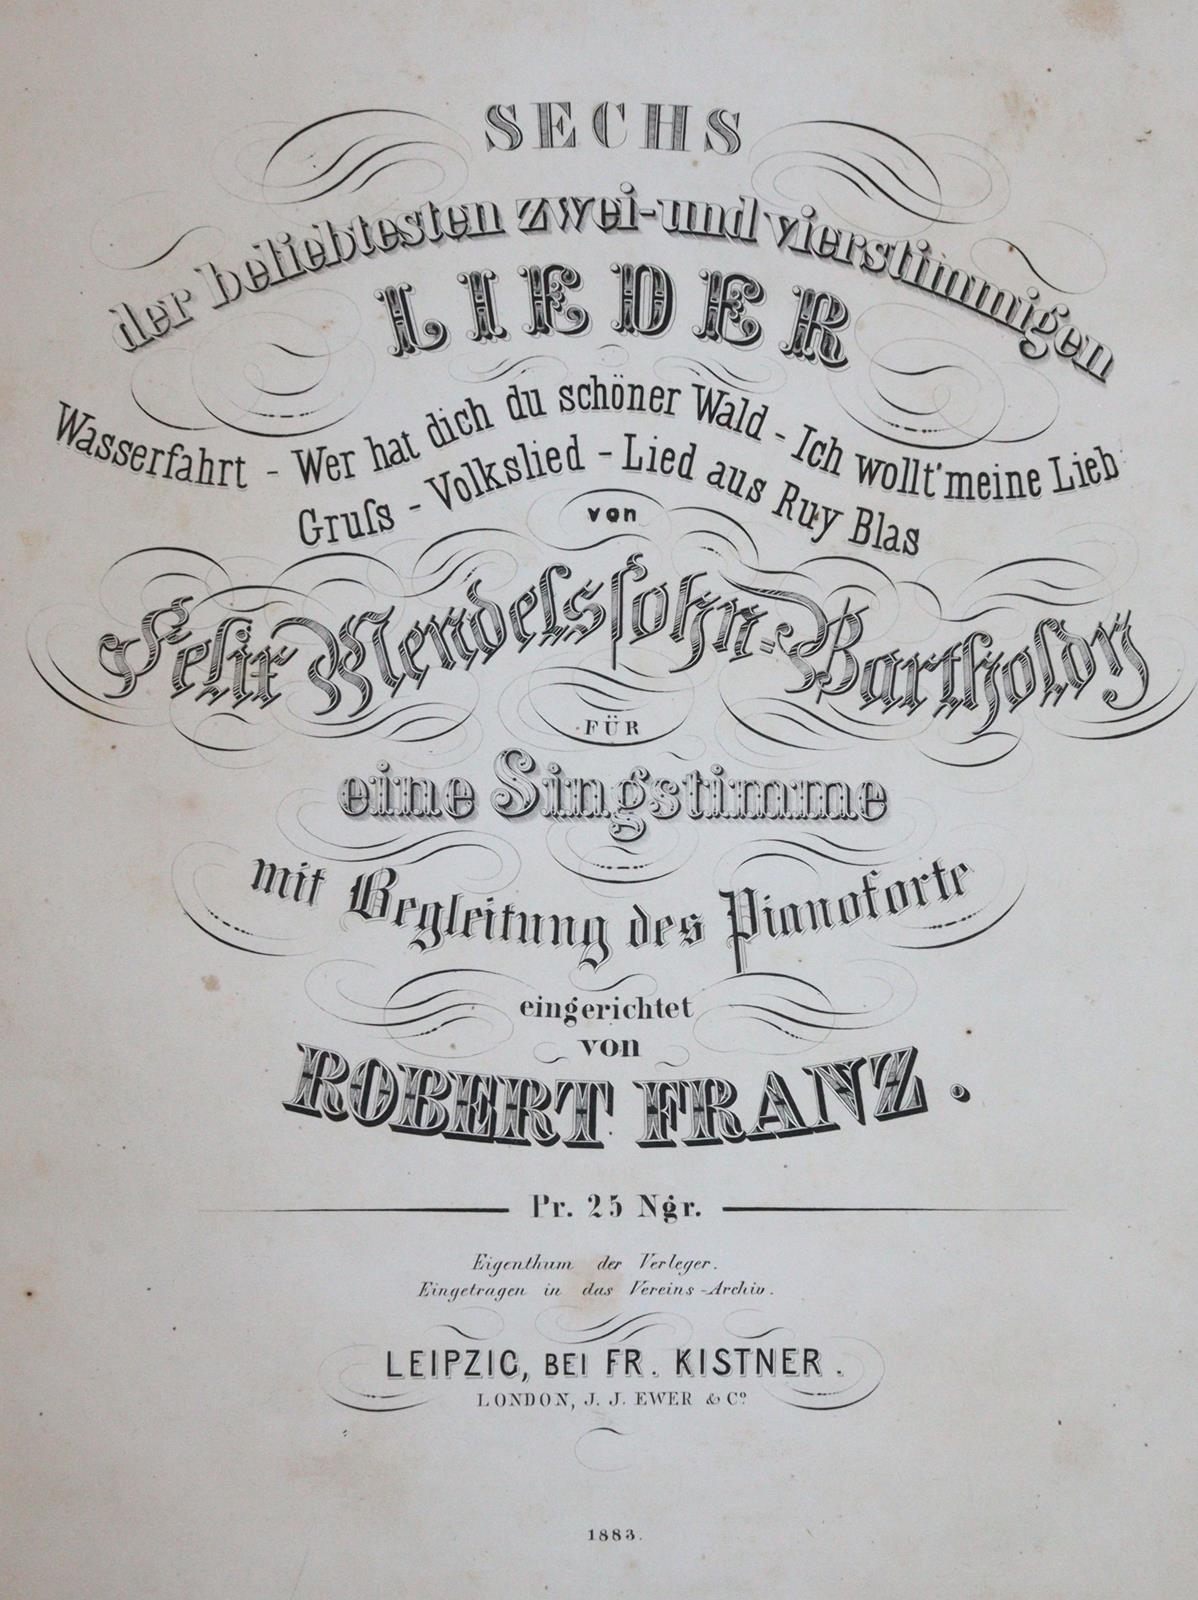 SECHS
der beliebtesten zwei- und vierstimmigen
LIEDER
Wasserfahrt - Wer hat dich du schöner Wald - Ich wollt' meine Lieb
Gruſs - Volkslied - Lied aus Ruy Blas
von
Felix Mendelsſohn-Bartholdy
FÜR
eine Singstimme
mit Begleitung des Pianoforte
eingerichtet
von
ROBERT FRANZ.
Pr. 25 Ngr.
Eigenthum der Verleger.
Eingetragen in das Vereins-Archiv.
LEIPZIG, BEI FR. KISTNER.
LONDON, J. J. EWER & Cº
1883.